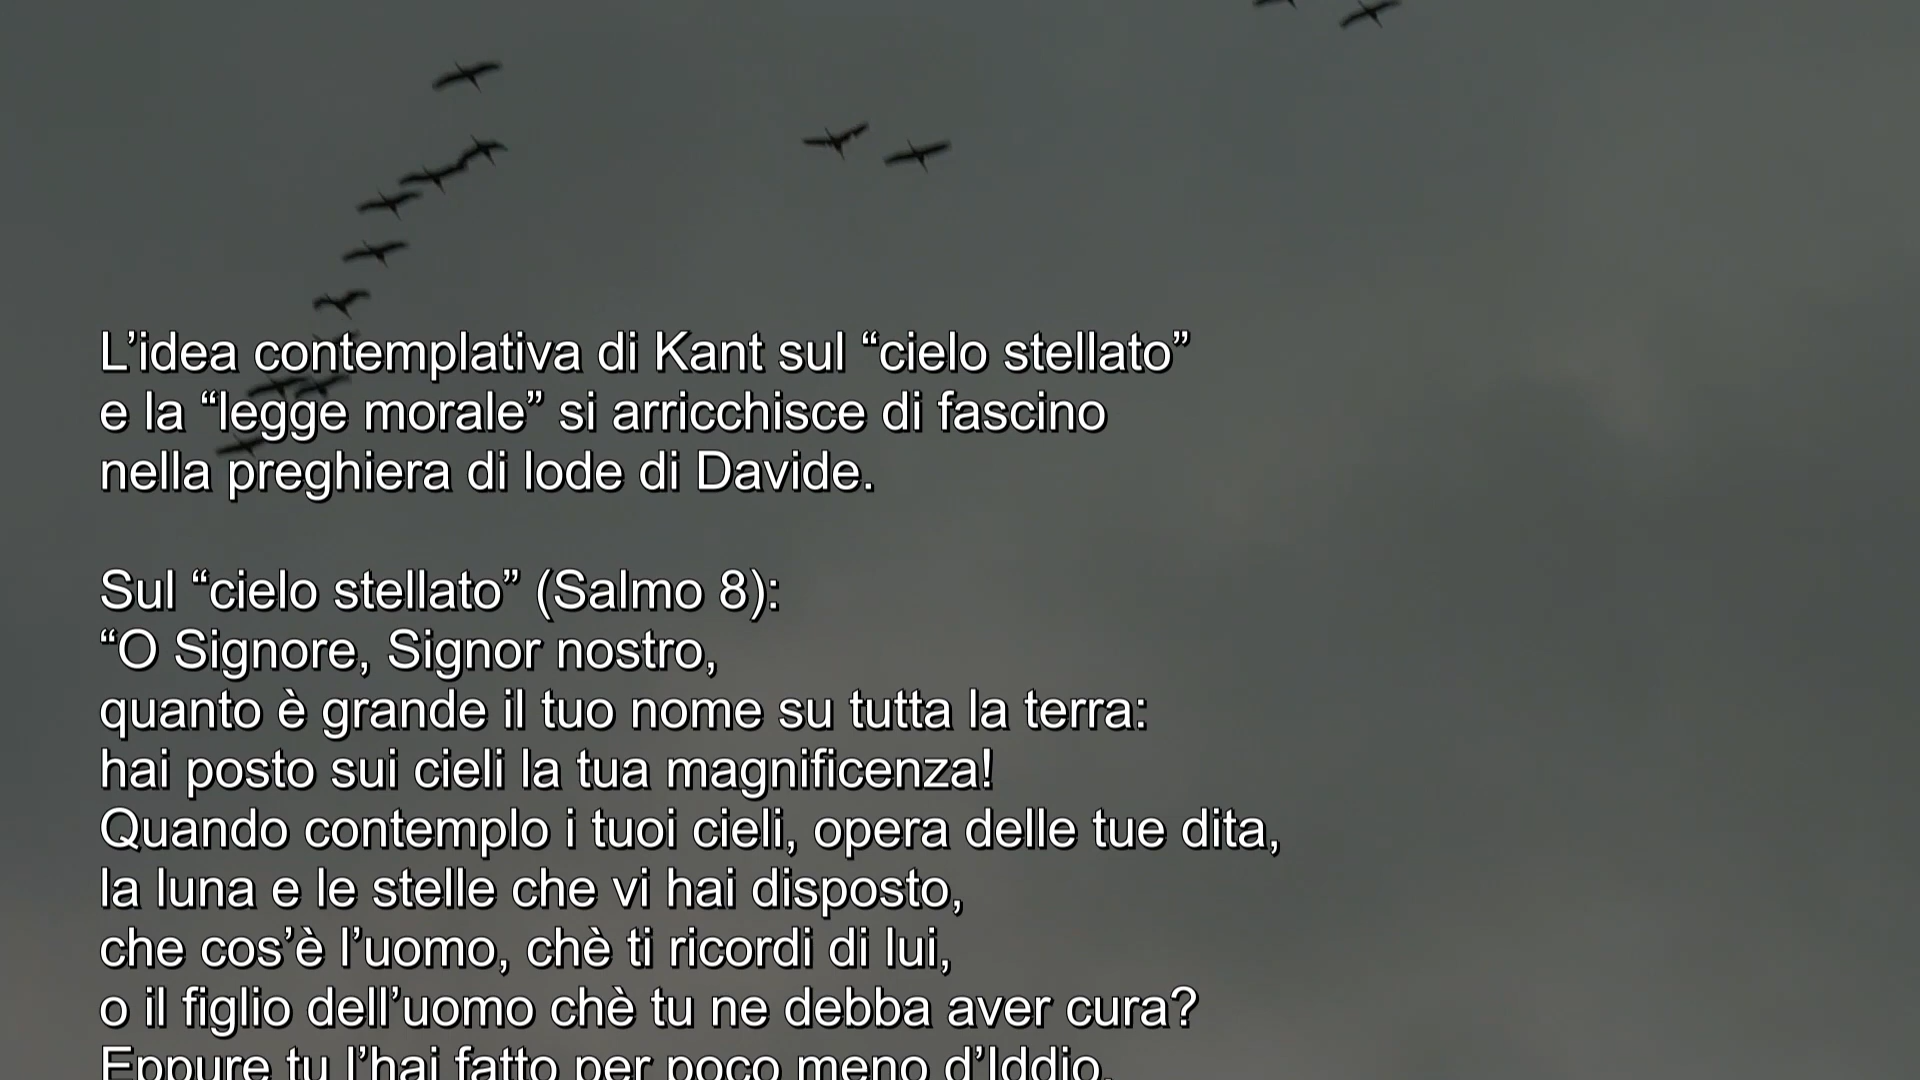 L’idea contemplativa di Kant sul “cielo stellato”
e la “legge morale” si arricchisce di fascino
nella preghiera di lode di Davide.
Sul “cielo stellato” (Salmo 8):
“O Signore, Signor nostro,
quanto è grande il tuo nome su tutta la terra:
hai posto sui cieli la tua magnificenza!
Quando contemplo i tuoi cieli, opera delle tue dita,
la luna e le stelle che vi hai disposto,
che cos’è l’uomo, chè ti ricordi di lui,
o il figlio dell’uomo chè tu ne debba aver cura?
Eppure tu l’hai fatto per poco meno d’Iddio,